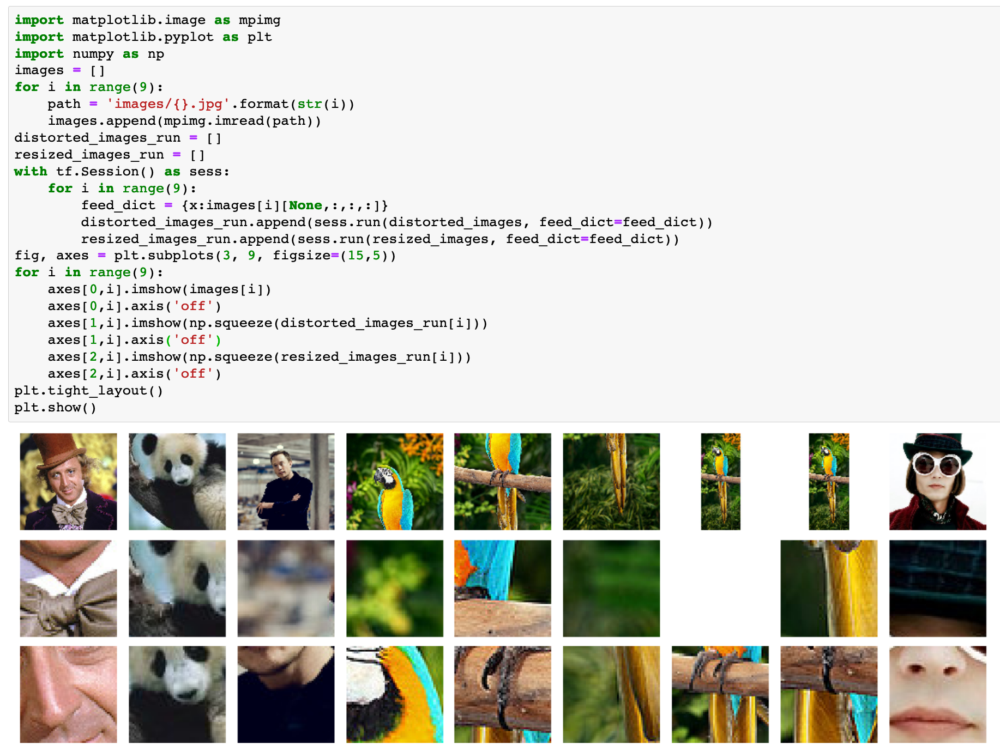 import matplotlib.image as mpimg
import matplotlib.pyplot as plt
import numpy as np
images = []
for i in range(9):
    path = 'images/{}.jpg'.format(str(i))
    images.append(mpimg.imread(path))
distorted_images_run = []
resized_images_run = []
with tf.Session() as sess:
    for i in range(9):
        feed_dict = {x:images[i][None,:,:,:]}
        distorted_images_run.append(sess.run(distorted_images, feed_dict=feed_dict))
        resized_images_run.append(sess.run(resized_images, feed_dict=feed_dict))
fig, axes = plt.subplots(3, 9, figsize=(15,5))
for i in range(9):
    axes[0,i].imshow(images[i])
    axes[0,i].axis('off')
    axes[1,i].imshow(np.squeeze(distorted_images_run[i]))
    axes[1,i].axis('off')
    axes[2,i].imshow(np.squeeze(resized_images_run[i]))
    axes[2,i].axis('off')
plt.tight_layout()
plt.show()